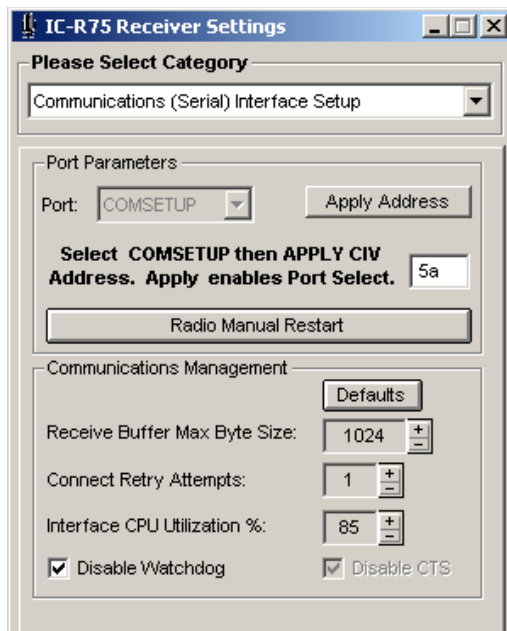 IC-R75 Receiver Settings
Please Select Category
Communications (Serial) Interface Setup
Port Parameters
Port: COMSETUP Apply Address
Select COMSETUP then APPLY CIV
Address. Apply enables Port Select. 5a
Radio Manual Restart
Communications Management
Defaults
Receive Buffer Max Byte Size: 1024
Connect Retry Attempts: 1
Interface CPU Utilization %: 85
Disable Watchdog Disable CTS